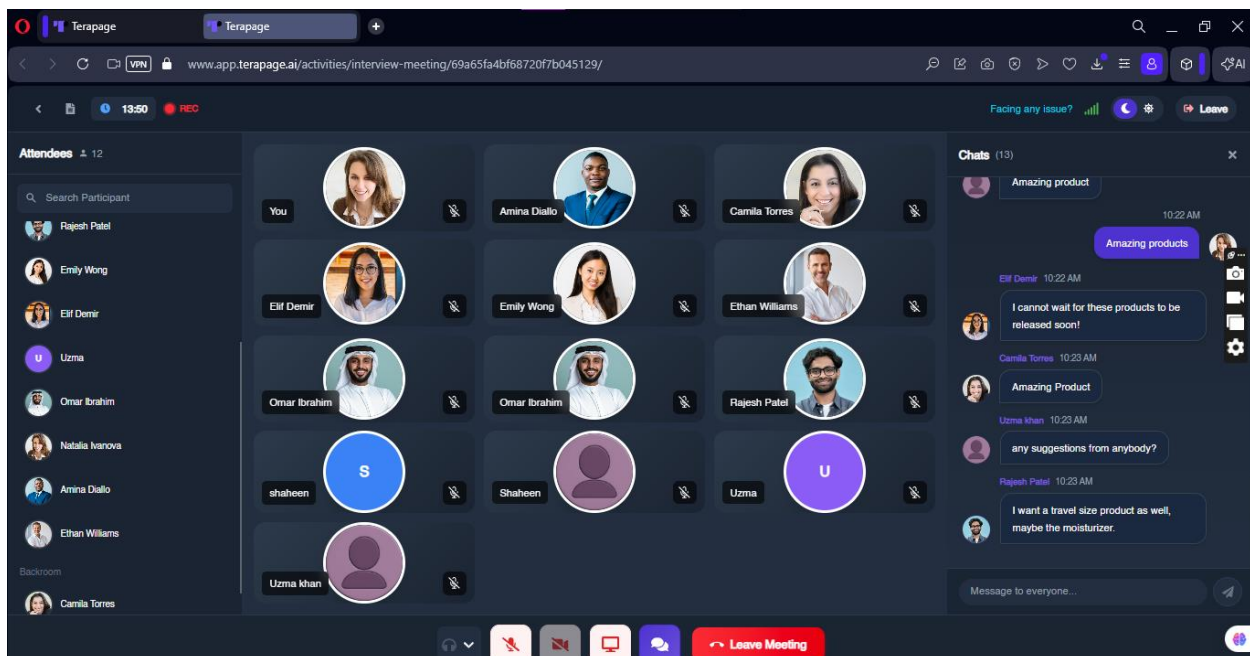 Terapage
Terapage
VPN
www.app.terapage.ai/activities/interview-meeting/69a65fa4bf68720f7b045129/
AI
13:50
REC
Facing any issue?
Leave
Attendees 12
Search Participant
Rajesh Patel
Emily Wong
Elif Demir
U
Uzma
Omar Ibrahim
Natalia Ivanova
Amina Diallo
Ethan Williams
Backroom
Camila Torres
You
Amina Diallo
Camila Torres
Elif Demir
Emily Wong
Ethan Williams
Omar Ibrahim
Omar Ibrahim
Rajesh Patel
S
shaheen
Shaheen
U
Uzma
Uzma khan
Chats (13)
Amazing product
10:22 AM
Amazing products
Elif Demir 10:22 AM
I cannot wait for these products to be
released soon!
Camila Torres 10:23 AM
Amazing Product
Uzma khan 10:23 AM
any suggestions from anybody?
Rajesh Patel 10:23 AM
I want a travel size product as well,
maybe the moisturizer.
Message to everyone...
Leave Meeting